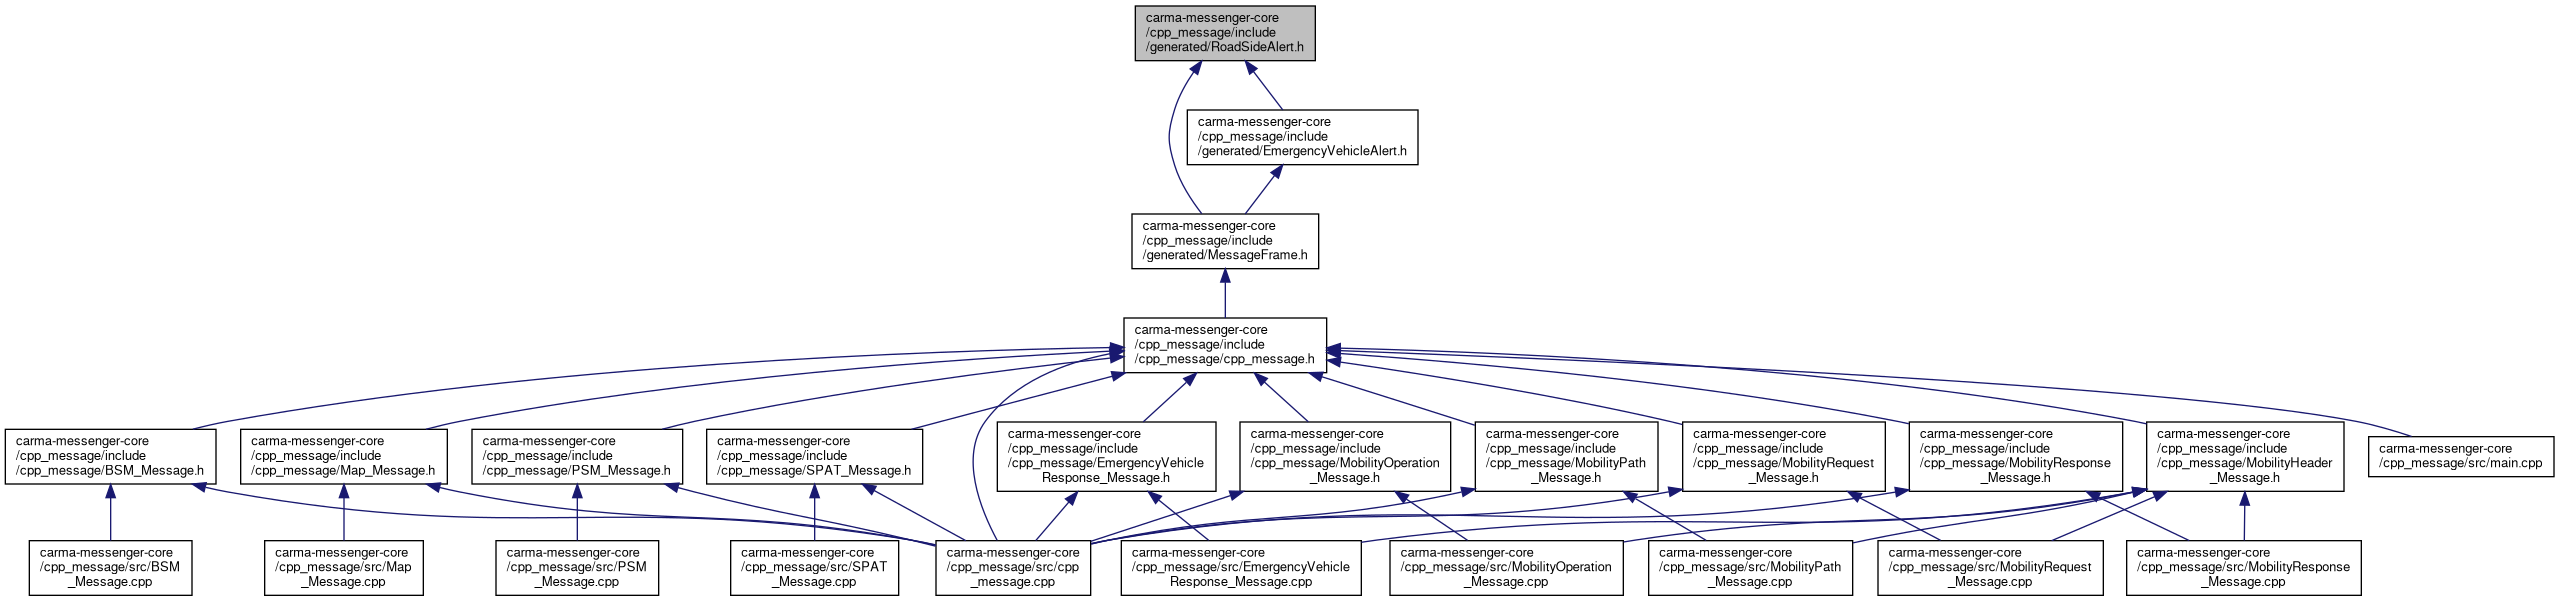 carma-messenger-core
/cpp_message/include
/generated/RoadSideAlert.h
carma-messenger-core
/cpp_message/include
/generated/EmergencyVehicleAlert.h
carma-messenger-core
/cpp_message/include
/generated/MessageFrame.h
carma-messenger-core
/cpp_message/include
/cpp_message/cpp_message.h
carma-messenger-core
/cpp_message/include
/cpp_message/BSM_Message.h
carma-messenger-core
/cpp_message/include
/cpp_message/Map_Message.h
carma-messenger-core
/cpp_message/include
/cpp_message/PSM_Message.h
carma-messenger-core
/cpp_message/include
/cpp_message/SPAT_Message.h
carma-messenger-core
/cpp_message/include
/cpp_message/EmergencyVehicle
Response_Message.h
carma-messenger-core
/cpp_message/include
/cpp_message/MobilityOperation
_Message.h
carma-messenger-core
/cpp_message/include
/cpp_message/MobilityPath
_Message.h
carma-messenger-core
/cpp_message/include
/cpp_message/MobilityRequest
_Message.h
carma-messenger-core
/cpp_message/include
/cpp_message/MobilityResponse
_Message.h
carma-messenger-core
/cpp_message/include
/cpp_message/MobilityHeader
_Message.h
carma-messenger-core
/cpp_message/src/main.cpp
carma-messenger-core
/cpp_message/src/BSM
_Message.cpp
carma-messenger-core
/cpp_message/src/Map
_Message.cpp
carma-messenger-core
/cpp_message/src/PSM
_Message.cpp
carma-messenger-core
/cpp_message/src/SPAT
_Message.cpp
carma-messenger-core
/cpp_message/src/cpp
_message.cpp
carma-messenger-core
/cpp_message/src/EmergencyVehicle
Response_Message.cpp
carma-messenger-core
/cpp_message/src/MobilityOperation
_Message.cpp
carma-messenger-core
/cpp_message/src/MobilityPath
_Message.cpp
carma-messenger-core
/cpp_message/src/MobilityRequest
_Message.cpp
carma-messenger-core
/cpp_message/src/MobilityResponse
_Message.cpp